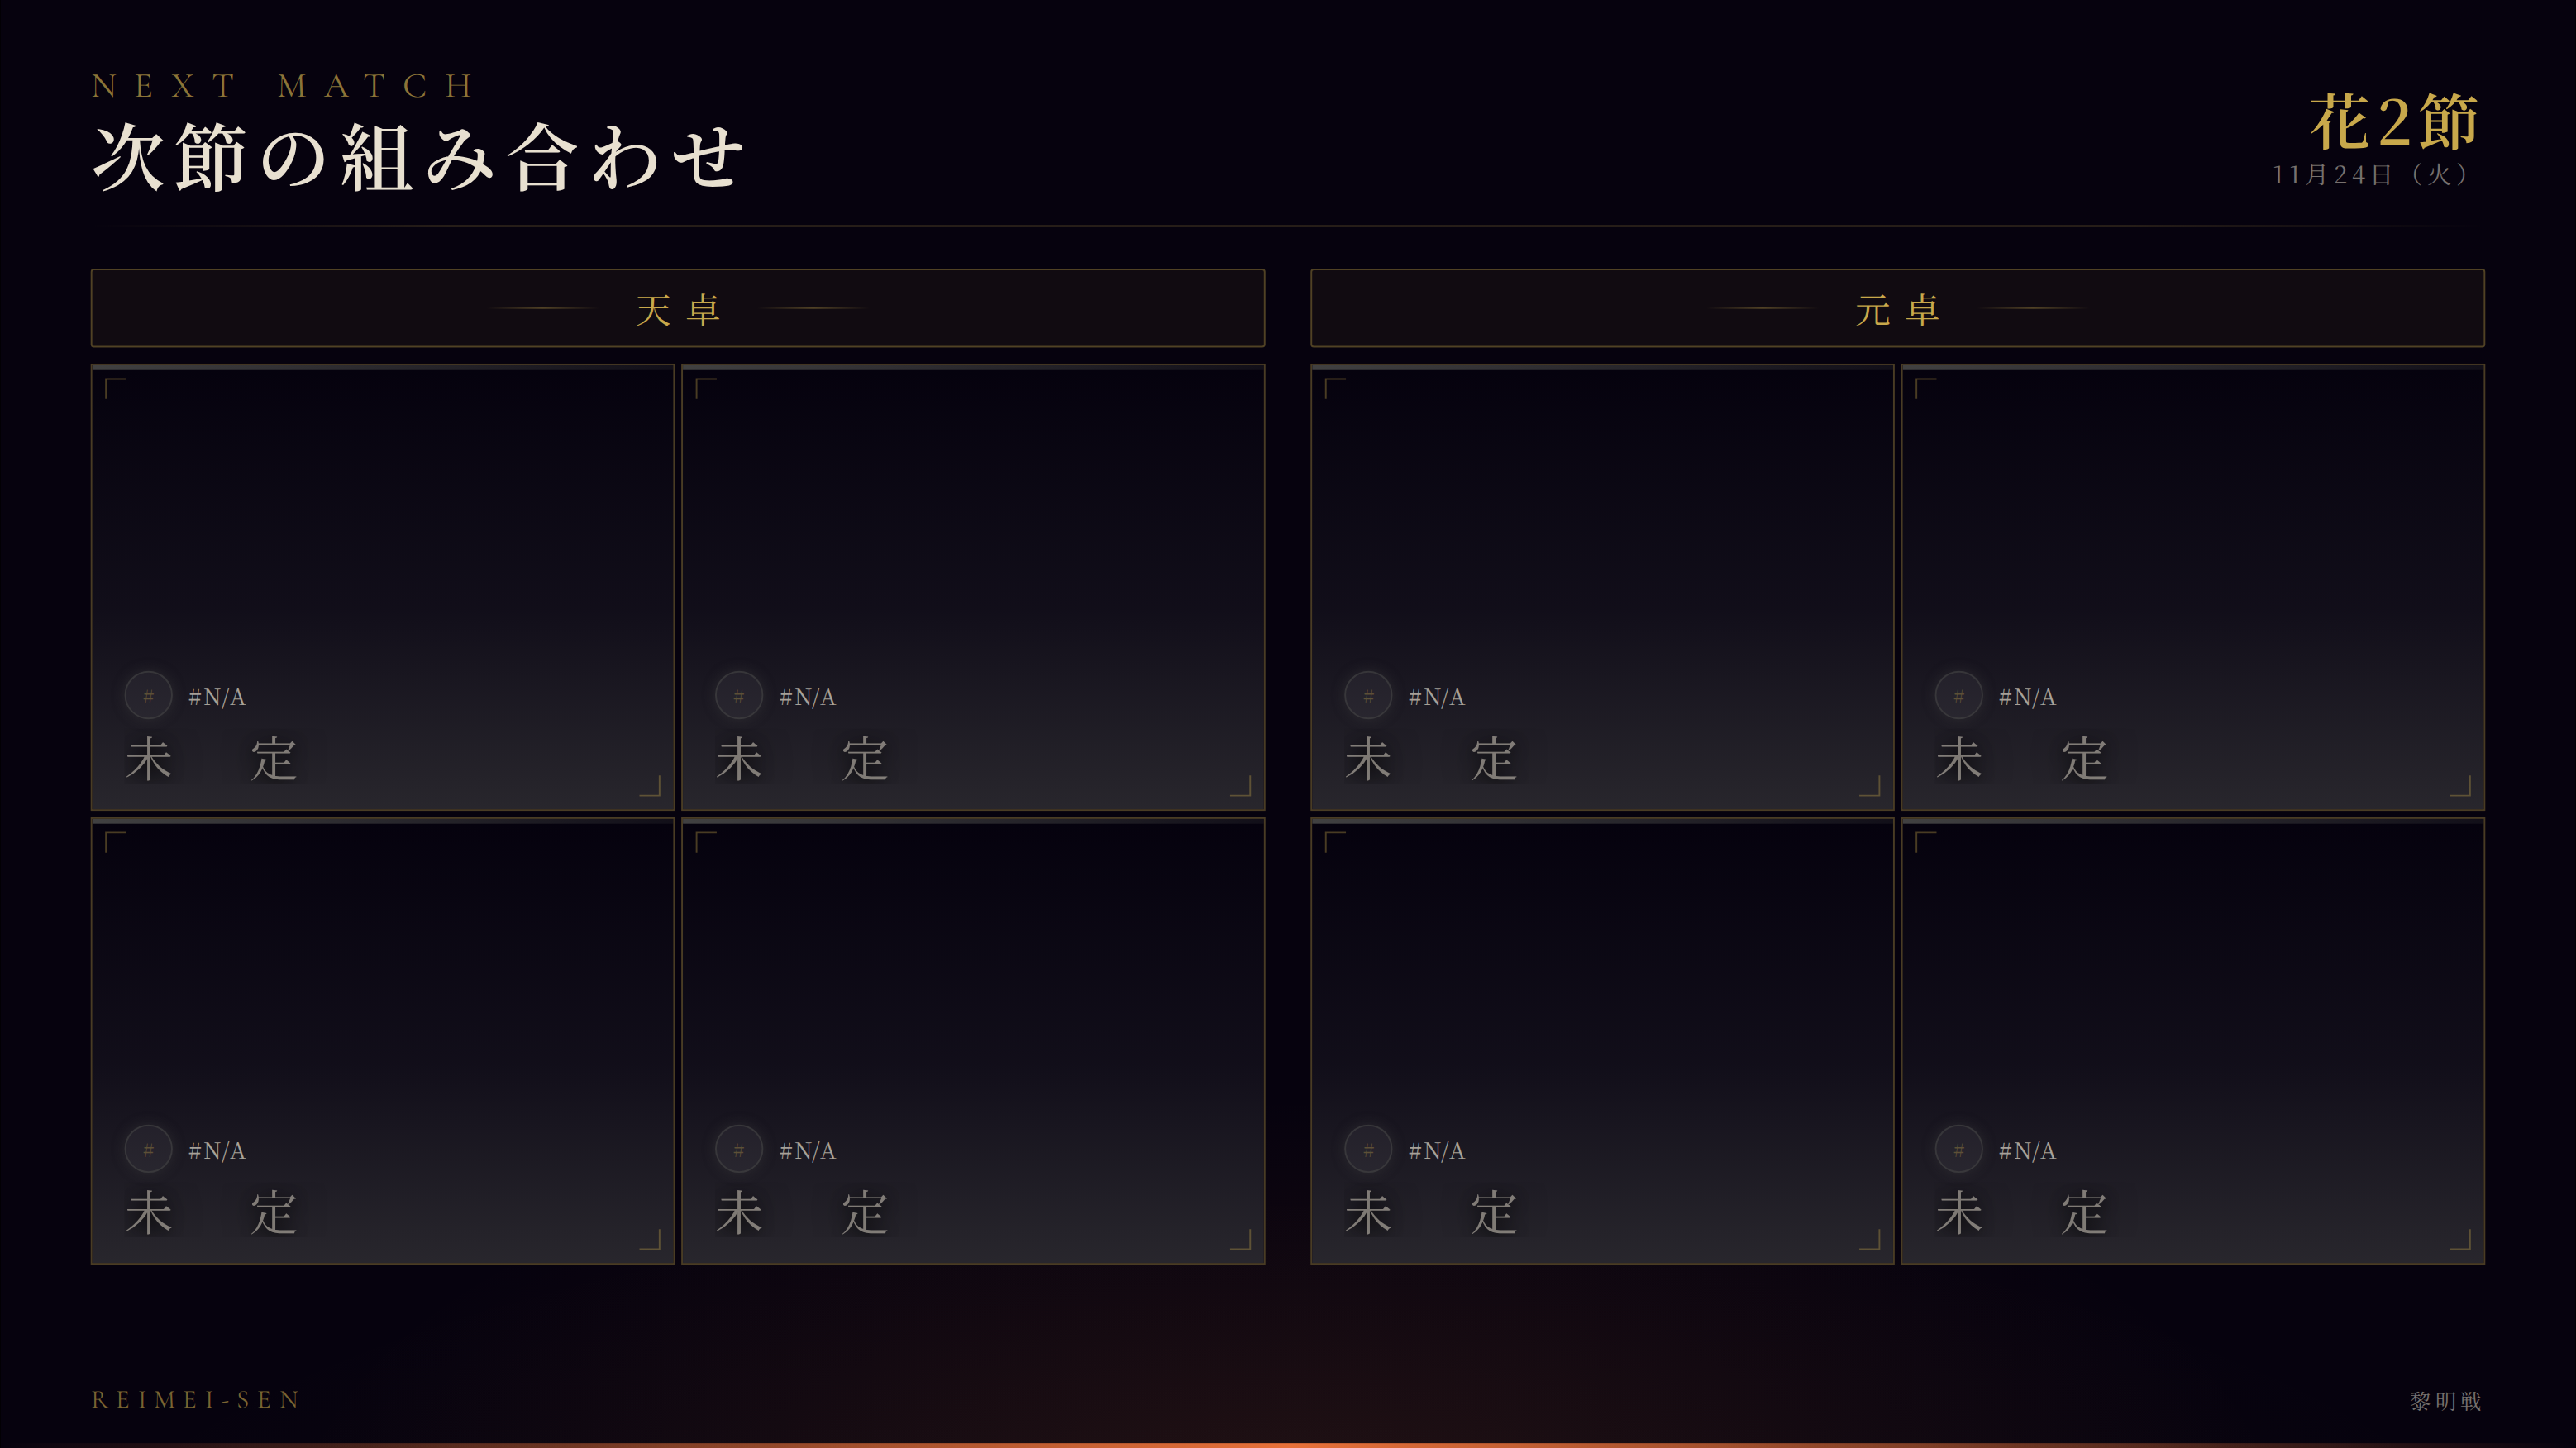 NEXT MATCH
次節の組み合わせ
花2節
11月24日（火）
天卓
# #N/A
未 定
# #N/A
未 定
# #N/A
未 定
# #N/A
未 定
元卓
# #N/A
未 定
# #N/A
未 定
# #N/A
未 定
# #N/A
未 定
REIMEI-SEN
黎明戦